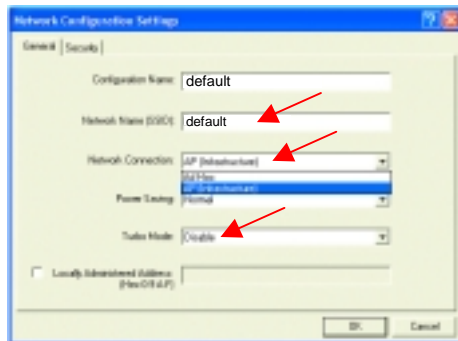 Network Configuration Settings
General Security
Configuration Name: default
Network Name (SSID): default
Network Connection: AP (Infrastructure)
Ad Hoc
AP (Infrastructure)
Power Saving: Normal
Turbo Mode: Disable
Locally Administered Address:
(Hex 0-9 A-F)
OK Cancel